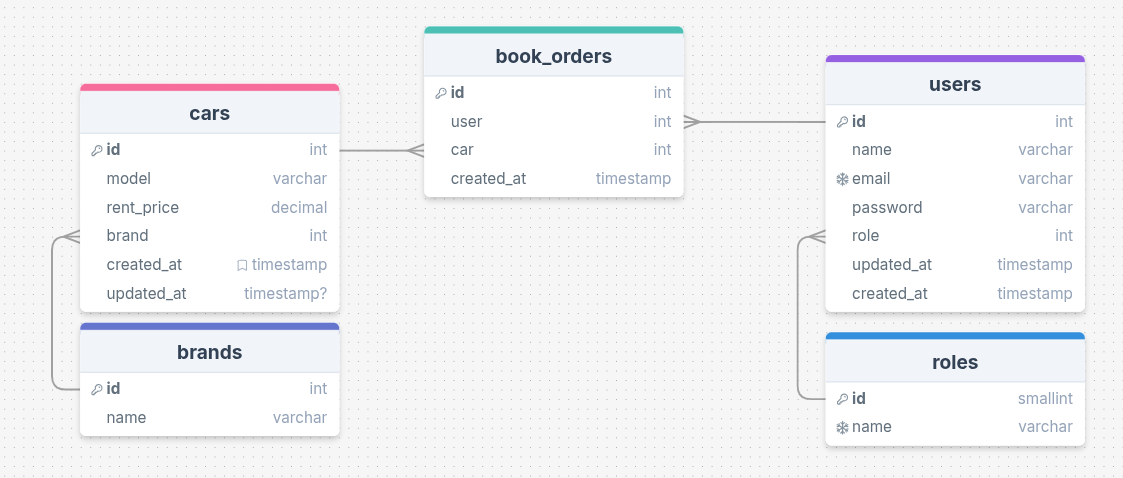 cars
id int
model varchar
rent_price decimal
brand int
created_at timestamp
updated_at timestamp?
brands
id int
name varchar
book_orders
id int
user int
car int
created_at timestamp
users
id int
name varchar
email varchar
password varchar
role int
updated_at timestamp
created_at timestamp
roles
id smallint
name varchar